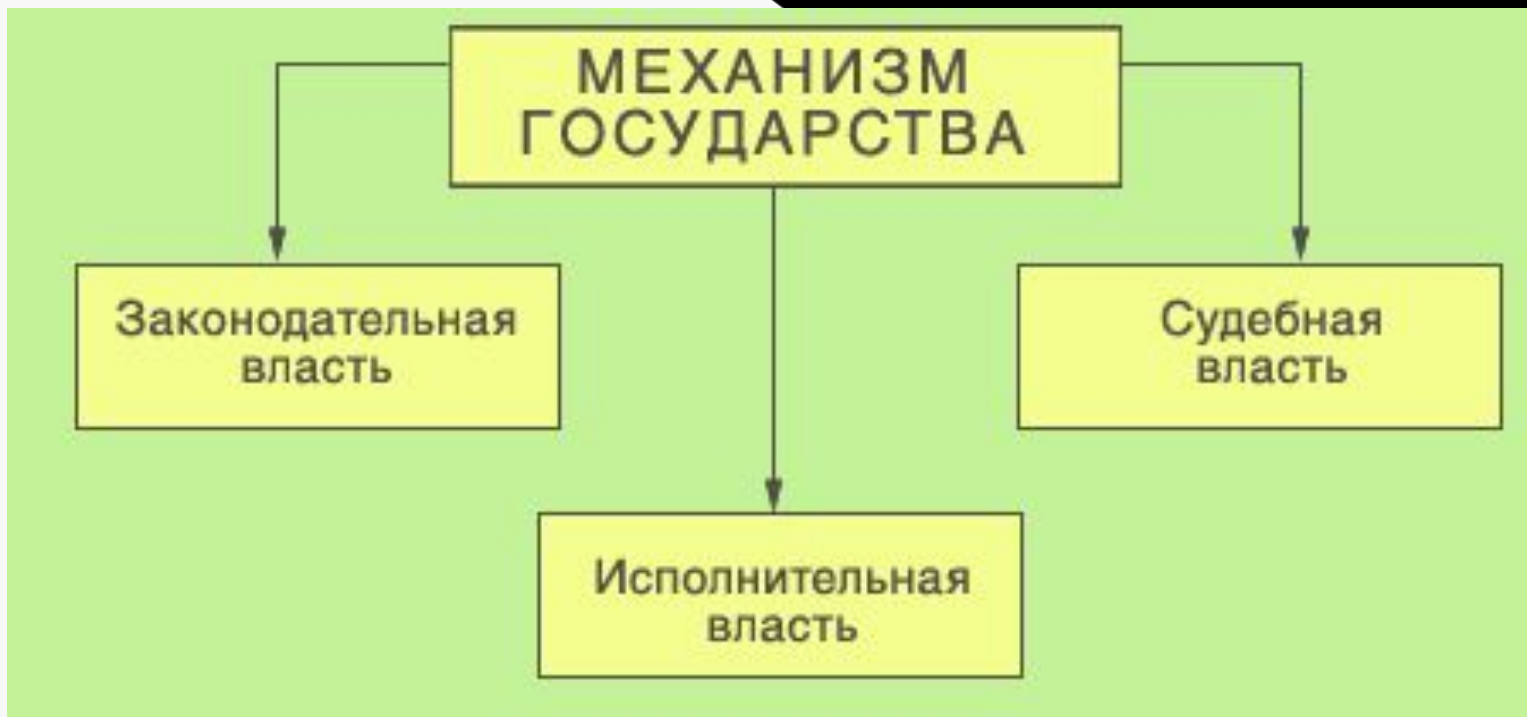 МЕХАНИЗМ
ГОСУДАРСТВА
Законодательная
власть
Судебная
власть
Исполнительная
власть